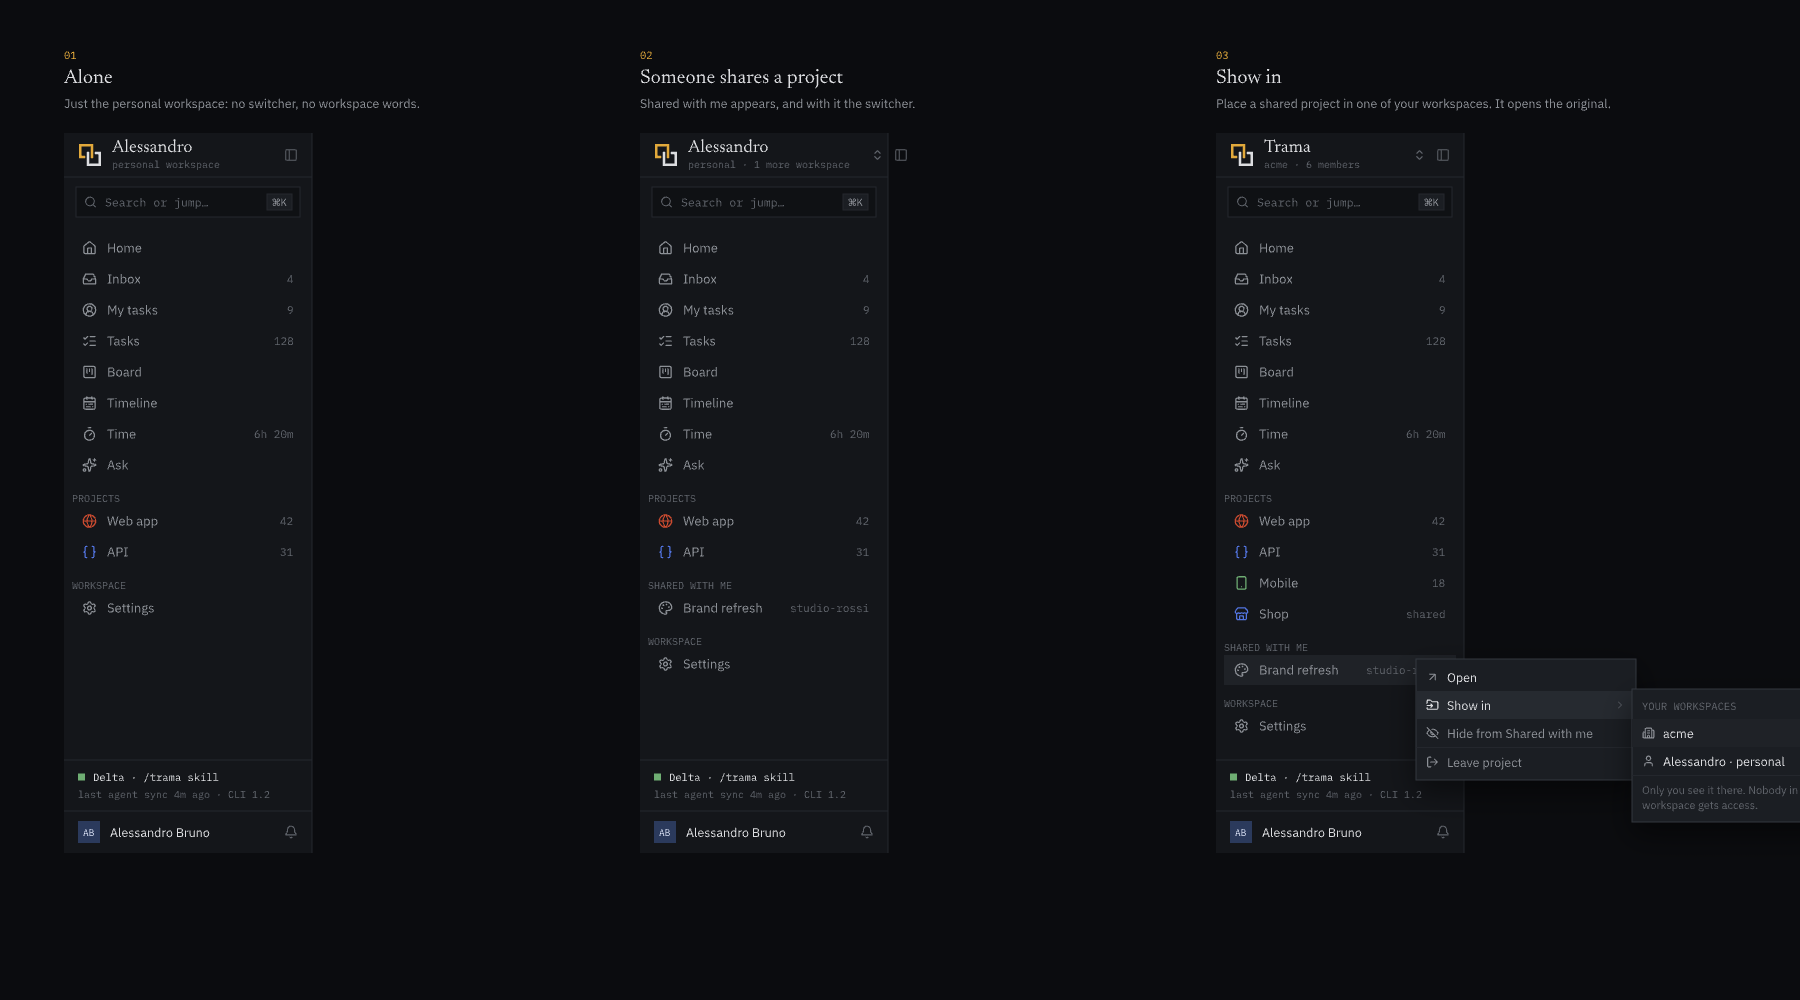 01
Alone
Just the personal workspace: no switcher, no workspace words.
Alessandro
personal workspace
Search or jump… ⌘K
Home
Inbox 4
My tasks 9
Tasks 128
Board
Timeline
Time 6h 20m
Ask
PROJECTS
Web app 42
API 31
WORKSPACE
Settings
Delta · /trama skill
last agent sync 4m ago · CLI 1.2
AB Alessandro Bruno
02
Someone shares a project
Shared with me appears, and with it the switcher.
Alessandro
personal · 1 more workspace
Search or jump… ⌘K
Home
Inbox 4
My tasks 9
Tasks 128
Board
Timeline
Time 6h 20m
Ask
PROJECTS
Web app 42
API 31
SHARED WITH ME
Brand refresh studio-rossi
WORKSPACE
Settings
Delta · /trama skill
last agent sync 4m ago · CLI 1.2
AB Alessandro Bruno
03
Show in
Place a shared project in one of your workspaces. It opens the original.
Trama
acme · 6 members
Search or jump… ⌘K
Home
Inbox 4
My tasks 9
Tasks 128
Board
Timeline
Time 6h 20m
Ask
PROJECTS
Web app 42
API 31
Mobile 18
Shop shared
SHARED WITH ME
Brand refresh studio-
WORKSPACE
Settings
Delta · /trama skill
last agent sync 4m ago · CLI 1.2
AB Alessandro Bruno
Open
Show in
Hide from Shared with me
Leave project
YOUR WORKSPACES
acme
Alessandro · personal
Only you see it there. Nobody in
workspace gets access.